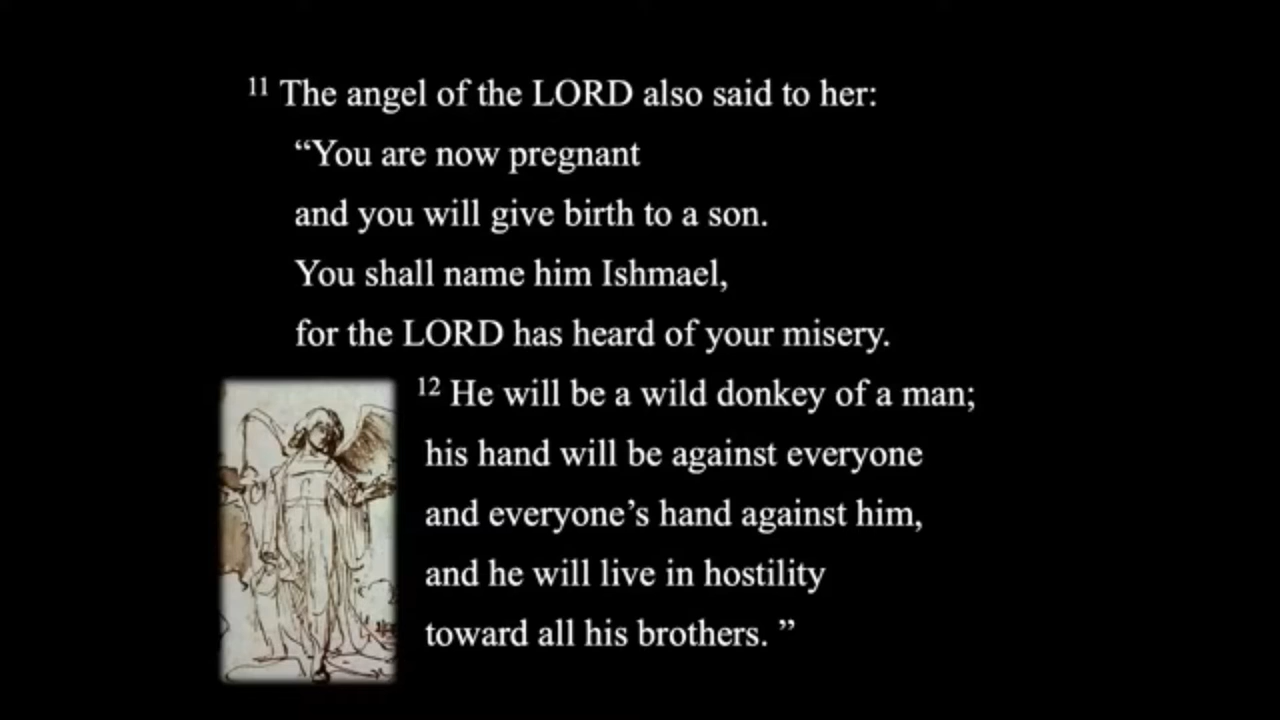 11 The angel of the LORD also said to her:
“You are now pregnant
and you will give birth to a son.
You shall name him Ishmael,
for the LORD has heard of your misery.
12 He will be a wild donkey of a man;
his hand will be against everyone
and everyone’s hand against him,
and he will live in hostility
toward all his brothers. ”